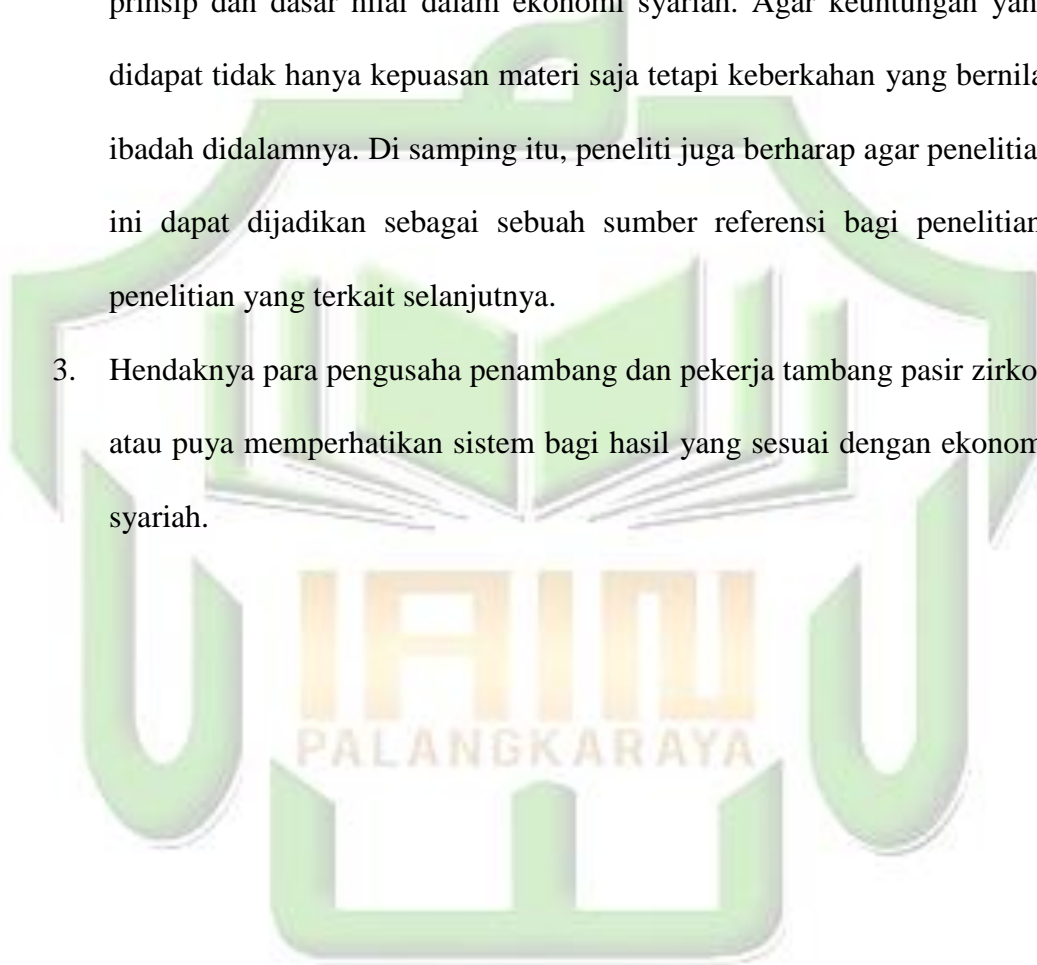 prinsip dan dasar nilai dalam ekonomi syariah. Agar keuntungan yan
didapat tidak hanya kepuasan materi saja tetapi keberkahan yang bernila
ibadah didalamnya. Di samping itu, peneliti juga berharap agar penelitia
ini dapat dijadikan sebagai sebuah sumber referensi bagi penelitian
penelitian yang terkait selanjutnya.
3. Hendaknya para pengusaha penambang dan pekerja tambang pasir zirko
atau puya memperhatikan sistem bagi hasil yang sesuai dengan ekonom
syariah.
IAIN
PALANGKARAYA